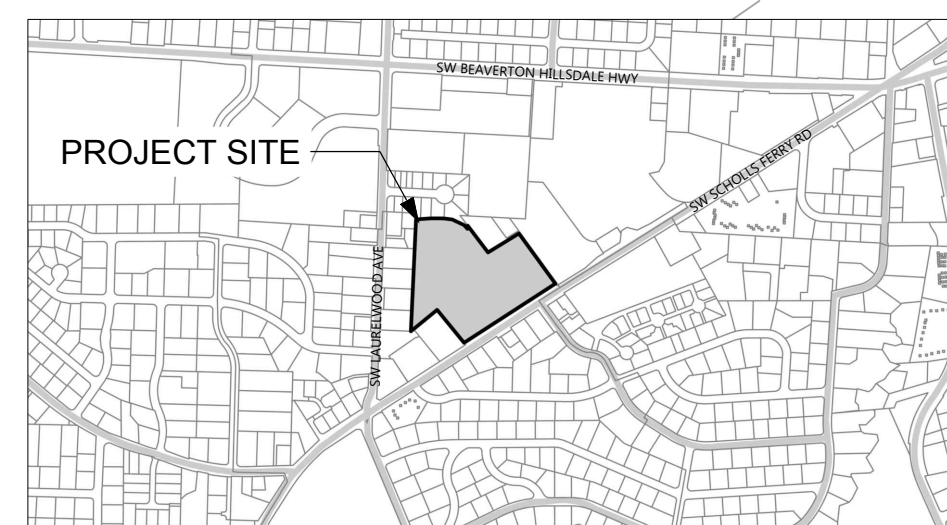 SW BEAVERTON HILLSDALE HWY
PROJECT SITE
SW SCHOLLS FERRY RD
SW LAURELWOOD AVE